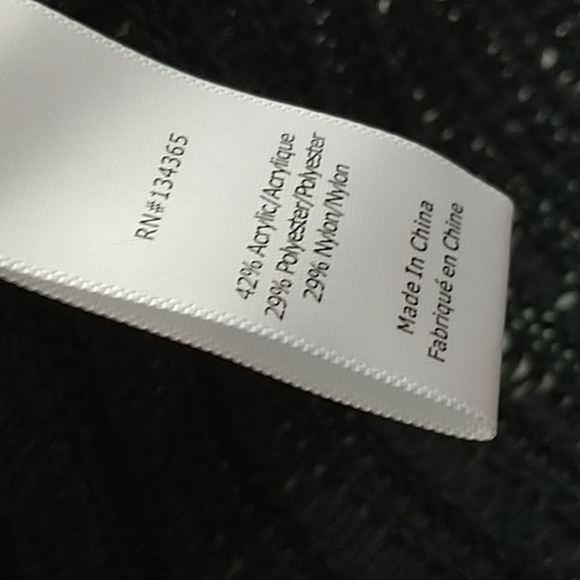 RN#134365
42% Acrylic/Acrylique
29% Polyester/Polyester
29% Nylon/Nylon
Made In China
Fabriqué en Chine